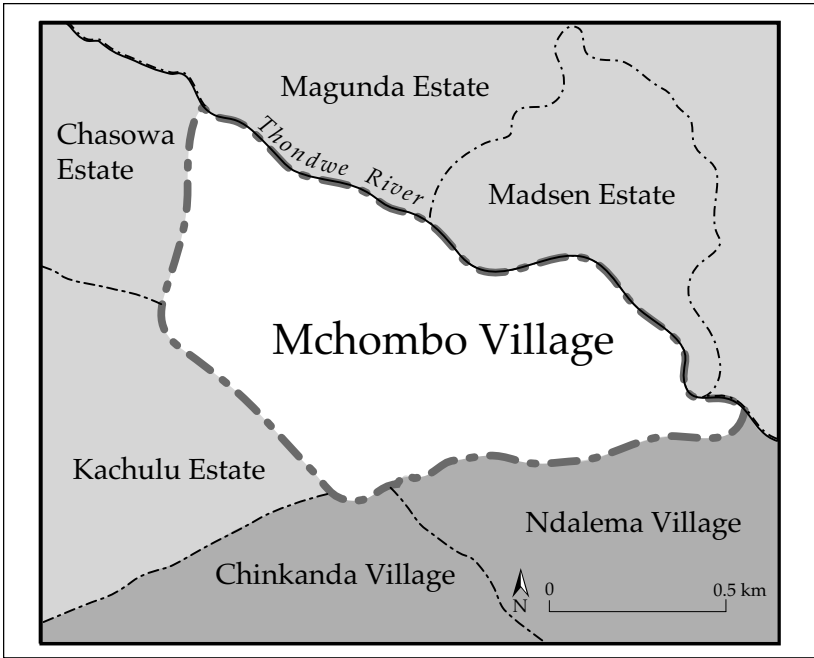 Magunda Estate
Chasowa
Estate
Thondwe River
Madsen Estate
Mchombo Village
Kachulu Estate
Ndalema Village
Chinkanda Village
N
0
0.5 km